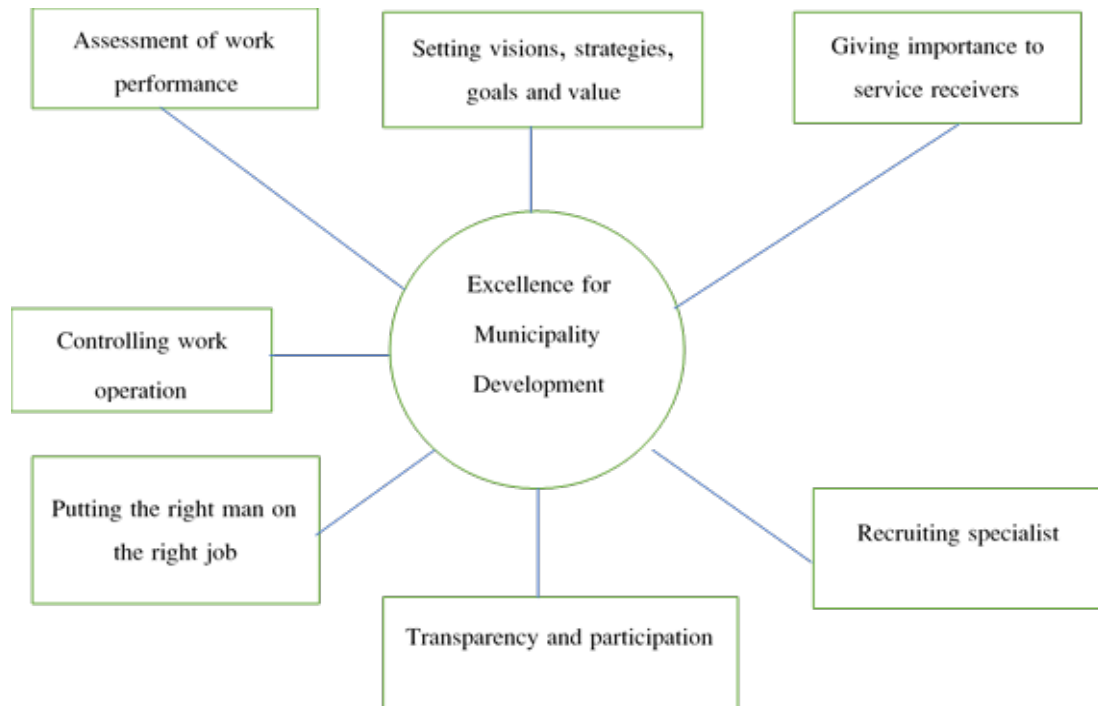 Assessment of work
performance
Setting visions, strategies,
goals and value
Giving importance to
service receivers
Excellence for
Municipality
Development
Controlling work
operation
Putting the right man on
the right job
Recruiting specialist
Transparency and participation